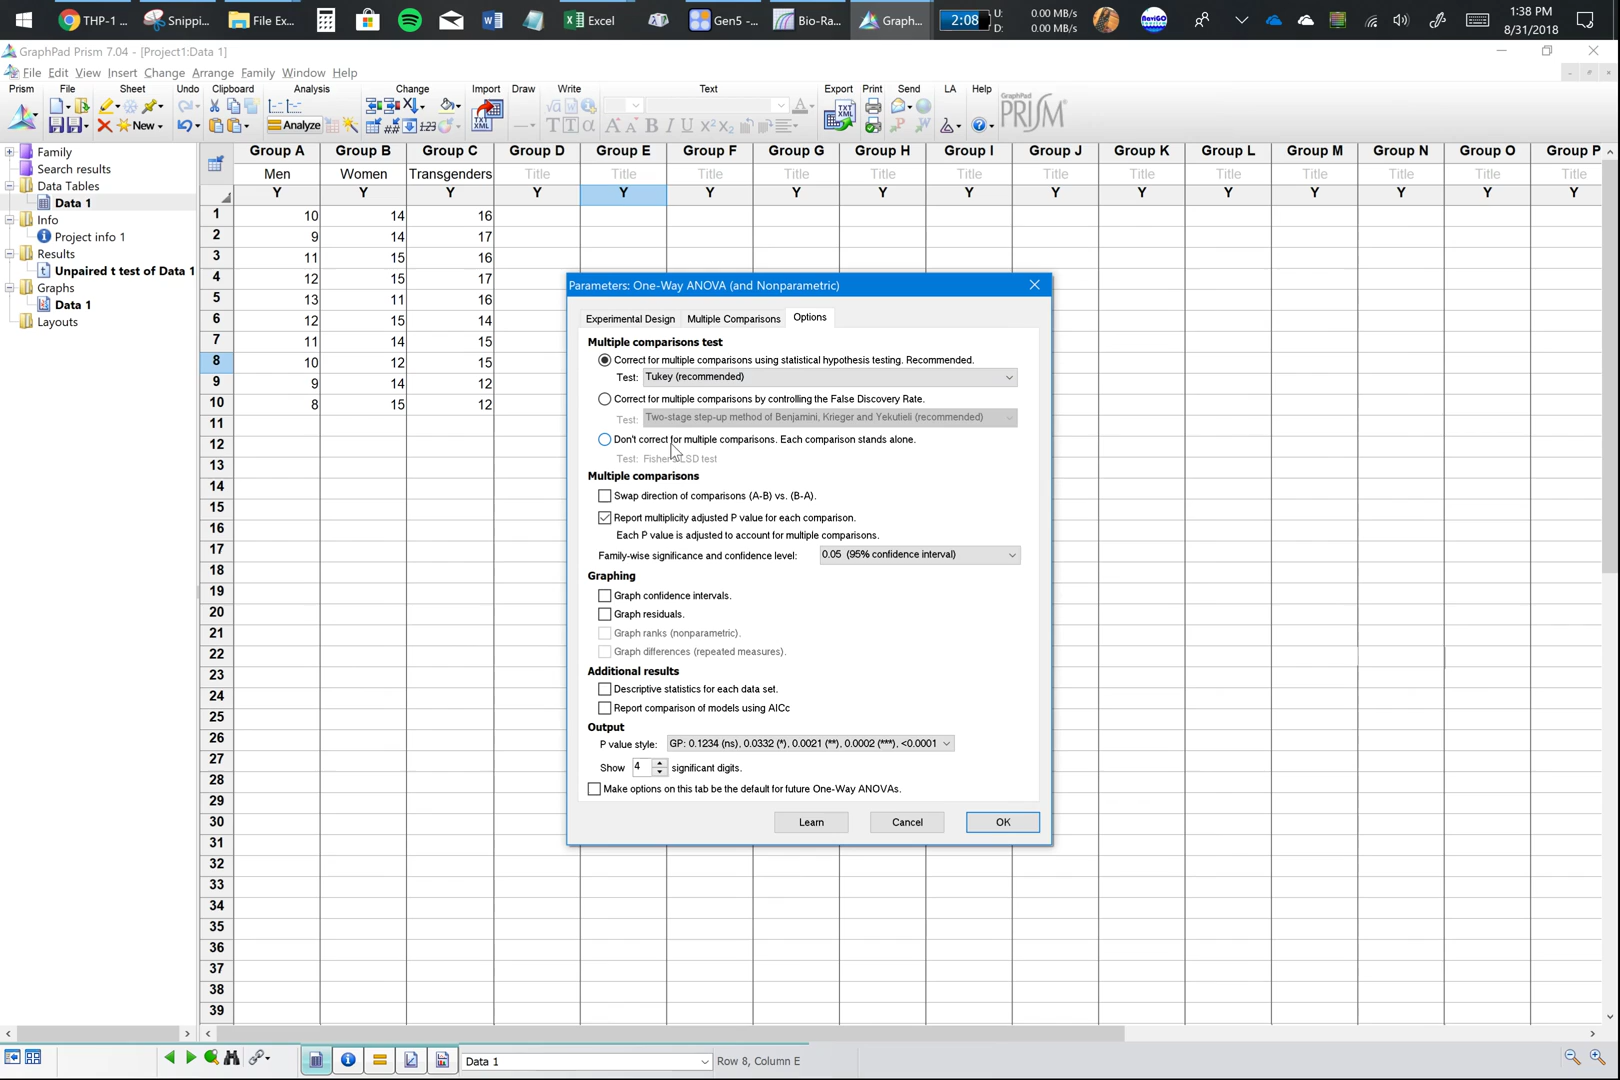 THP-1 ...
Snippi...
File Ex...
Excel
Gen5 -...
Bio-Ra...
Graph...
2:08
U: 0.00 MB/s
D: 0.00 MB/s
NaviGO
1:38 PM
8/31/2018
GraphPad Prism 7.04 - [Project1:Data 1]
File Edit View Insert Change Arrange Family Window Help
Prism File Sheet Undo Clipboard Analysis Change Import Draw Write Text Export Print Send LA Help
GraphPad
PRISM
New
Analyze
TXT
XML
TXT
XML
Group A Group B Group C Group D Group E Group F Group G Group H Group I Group J Group K Group L Group M Group N Group O Group P
Men Women Transgenders Title Title Title Title Title Title Title Title Title Title Title Title Title
Y Y Y Y Y Y Y Y Y Y Y Y Y Y Y Y
Family
Search results
Data Tables
Data 1
Info
Project info 1
Results
Unpaired t test of Data 1
Graphs
Data 1
Layouts
1 10 14 16
2 9 14 17
3 11 15 16
4 12 15 17
5 13 11 16
6 12 15 14
7 11 14 15
8 10 12 15
9 9 14 12
10 8 15 12
11
12
13
14
15
16
17
18
19
20
21
22
23
24
25
26
27
28
29
30
31
32
33
34
35
36
37
38
39
Parameters: One-Way ANOVA (and Nonparametric)
Experimental Design Multiple Comparisons Options
Multiple comparisons test
Correct for multiple comparisons using statistical hypothesis testing. Recommended.
Test: Tukey (recommended)
Correct for multiple comparisons by controlling the False Discovery Rate.
Test: Two-stage step-up method of Benjamini, Krieger and Yekutieli (recommended)
Don't correct for multiple comparisons. Each comparison stands alone.
Test: Fisher LSD test
Multiple comparisons
Swap direction of comparisons (A-B) vs. (B-A).
Report multiplicity adjusted P value for each comparison.
Each P value is adjusted to account for multiple comparisons.
Family-wise significance and confidence level: 0.05 (95% confidence interval)
Graphing
Graph confidence intervals.
Graph residuals.
Graph ranks (nonparametric).
Graph differences (repeated measures).
Additional results
Descriptive statistics for each data set.
Report comparison of models using AICc
Output
P value style: GP: 0.1234 (ns), 0.0332 (*), 0.0021 (**), 0.0002 (***), <0.0001
Show 4 significant digits.
Make options on this tab be the default for future One-Way ANOVAs.
Learn Cancel OK
Data 1
Row 8, Column E